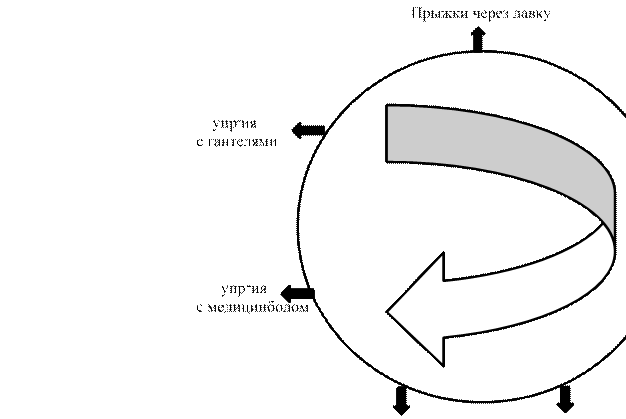 Прыжки через лавку
упр-ия
с гантелями
упр-ия
с медицинболом